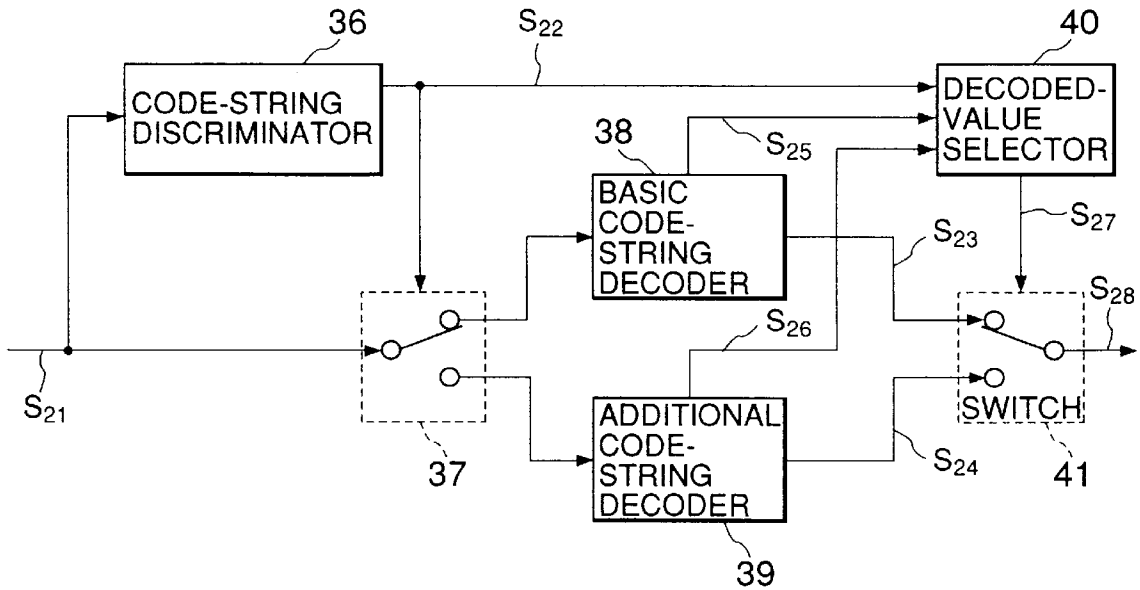 36
S22
40
CODE-STRING
DISCRIMINATOR
DECODED-
VALUE
SELECTOR
38
S25
BASIC
CODE-
STRING
DECODER
S23
S27
S26
S28
S21
37
ADDITIONAL
CODE-
STRING
DECODER
S24
SWITCH
41
39